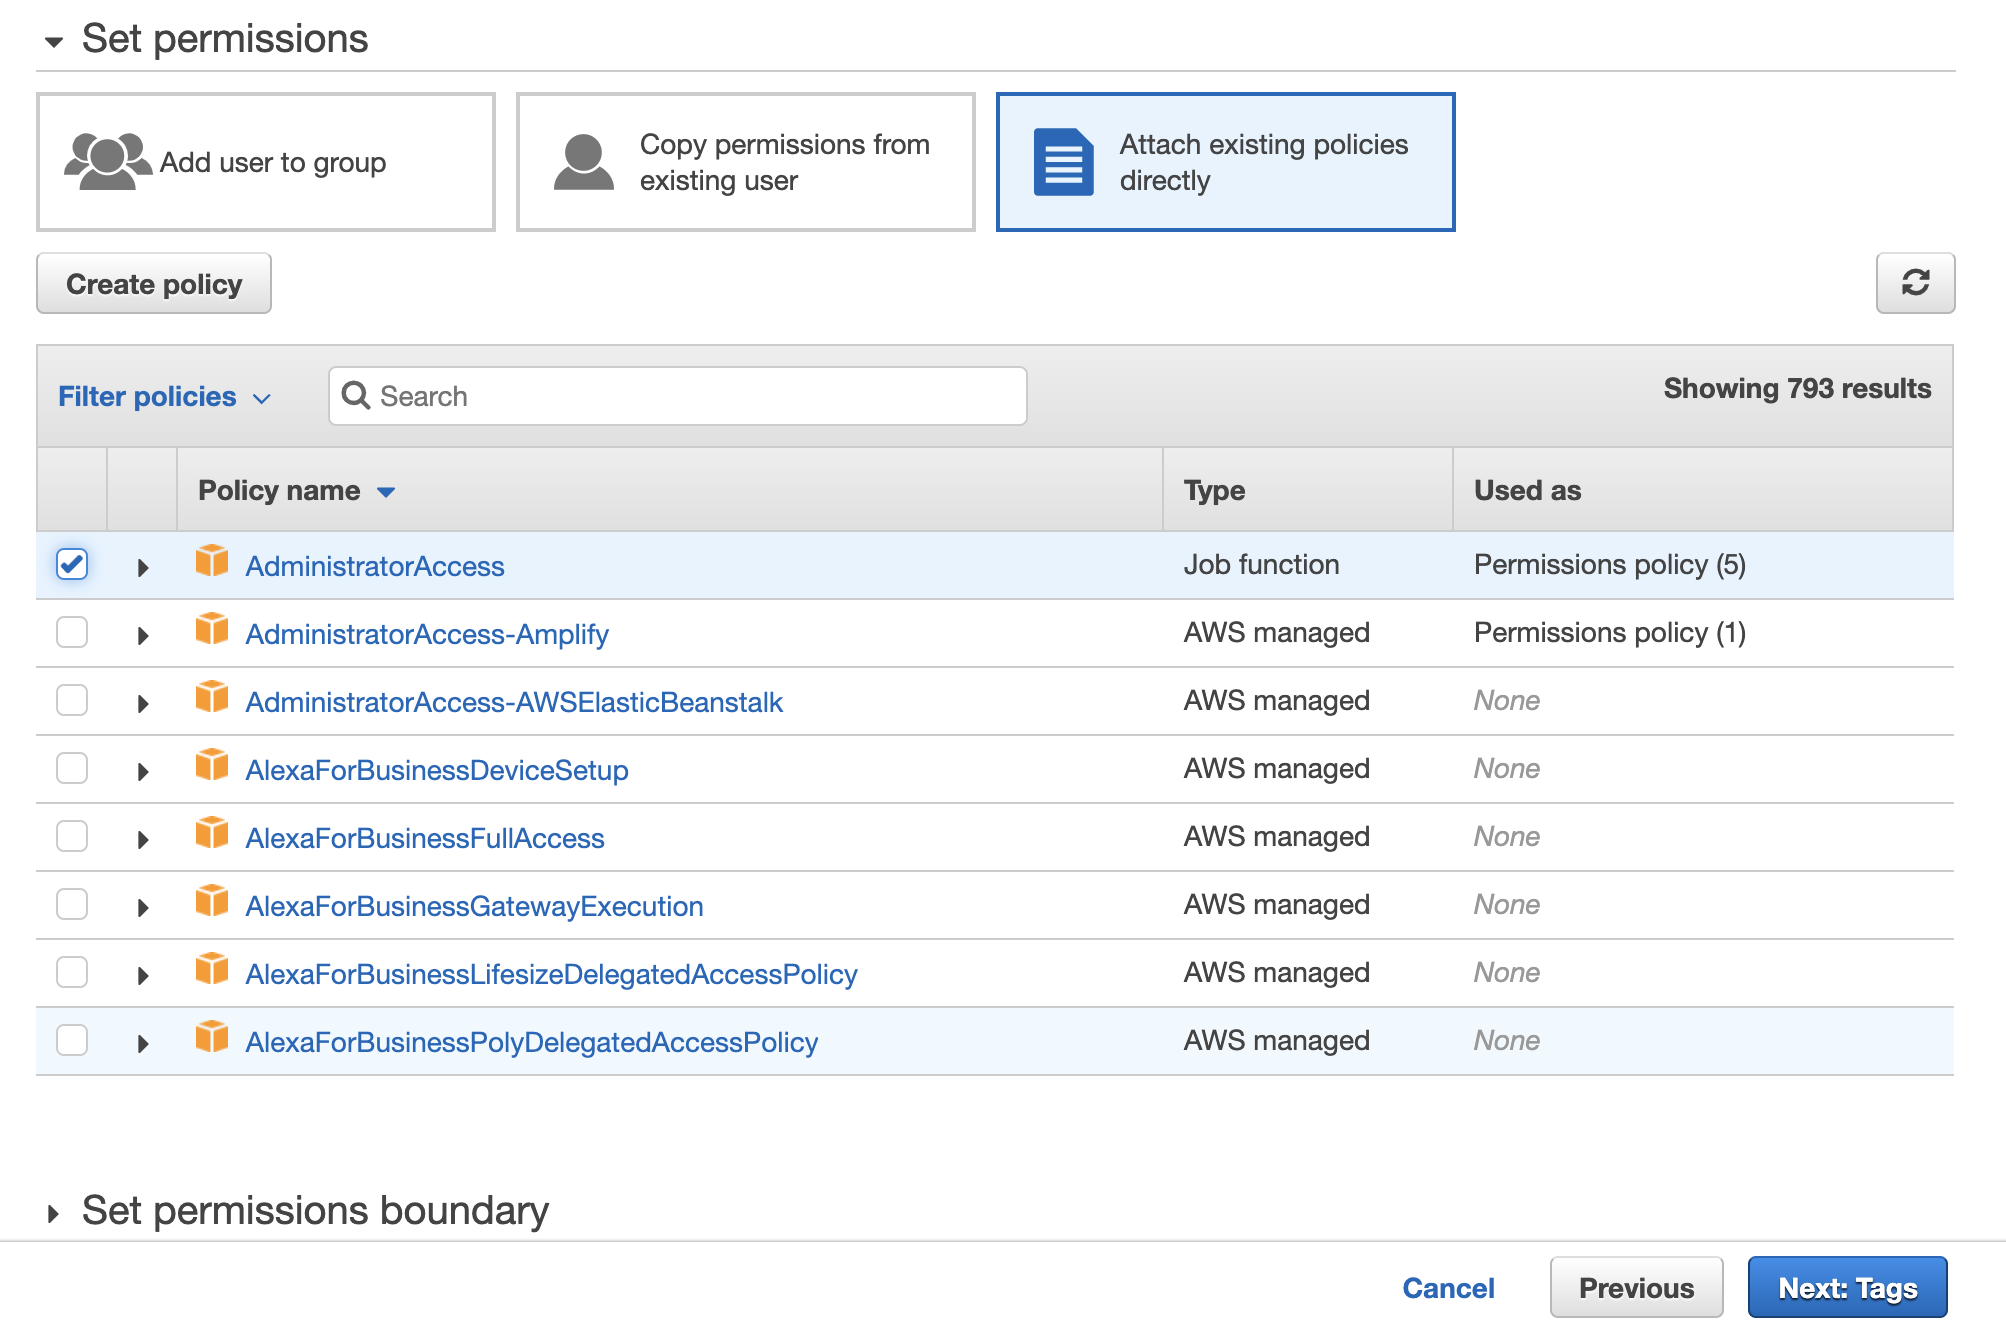 Set permissions
Add user to group
Copy permissions from
existing user
Attach existing policies
directly
Create policy
Filter policies
Search
Showing 793 results
Policy name
Type
Used as
AdministratorAccess
Job function
Permissions policy (5)
AdministratorAccess-Amplify
AWS managed
Permissions policy (1)
AdministratorAccess-AWSElasticBeanstalk
AWS managed
None
AlexaForBusinessDeviceSetup
AWS managed
None
AlexaForBusinessFullAccess
AWS managed
None
AlexaForBusinessGatewayExecution
AWS managed
None
AlexaForBusinessLifesizeDelegatedAccessPolicy
AWS managed
None
AlexaForBusinessPolyDelegatedAccessPolicy
AWS managed
None
Set permissions boundary
Cancel
Previous
Next: Tags